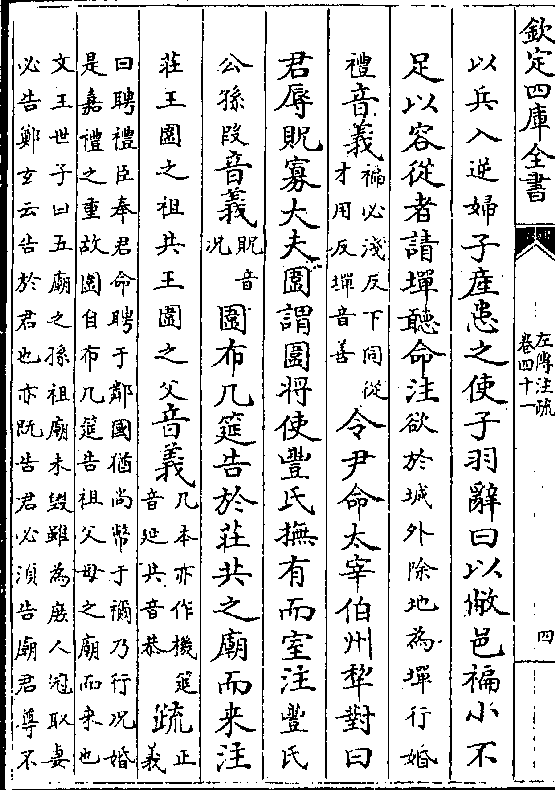 欽定四庫全書
左傳注疏
卷四十一
四
以兵入逆婦子產患之使子羽辭曰以敝邑褊小不
足以容從者請墠聽命注欲於城外除地為墠行婚
禮音義褊必淺反下同從
才用反墠音善
令尹命太宰伯州犂對曰
君辱貺寡大夫圍謂圍將使豐氏撫有而室注豐氏
公孫段音義貺音
况
圍布几筵告於莊共之廟而来注
莊王圍之祖共王圍之父音義几本亦作機筵
音延共音恭
疏正
義
曰聘禮臣奉君命聘于鄰國猶尚幣于禰乃行况婚
是嘉禮之重故圍自布几筵告祖父母之廟而来也
文王世子曰五廟之孫祖廟未毀雖為庶人冠取妻
必告鄭玄云告於君也亦既告君必須告廟君尊不